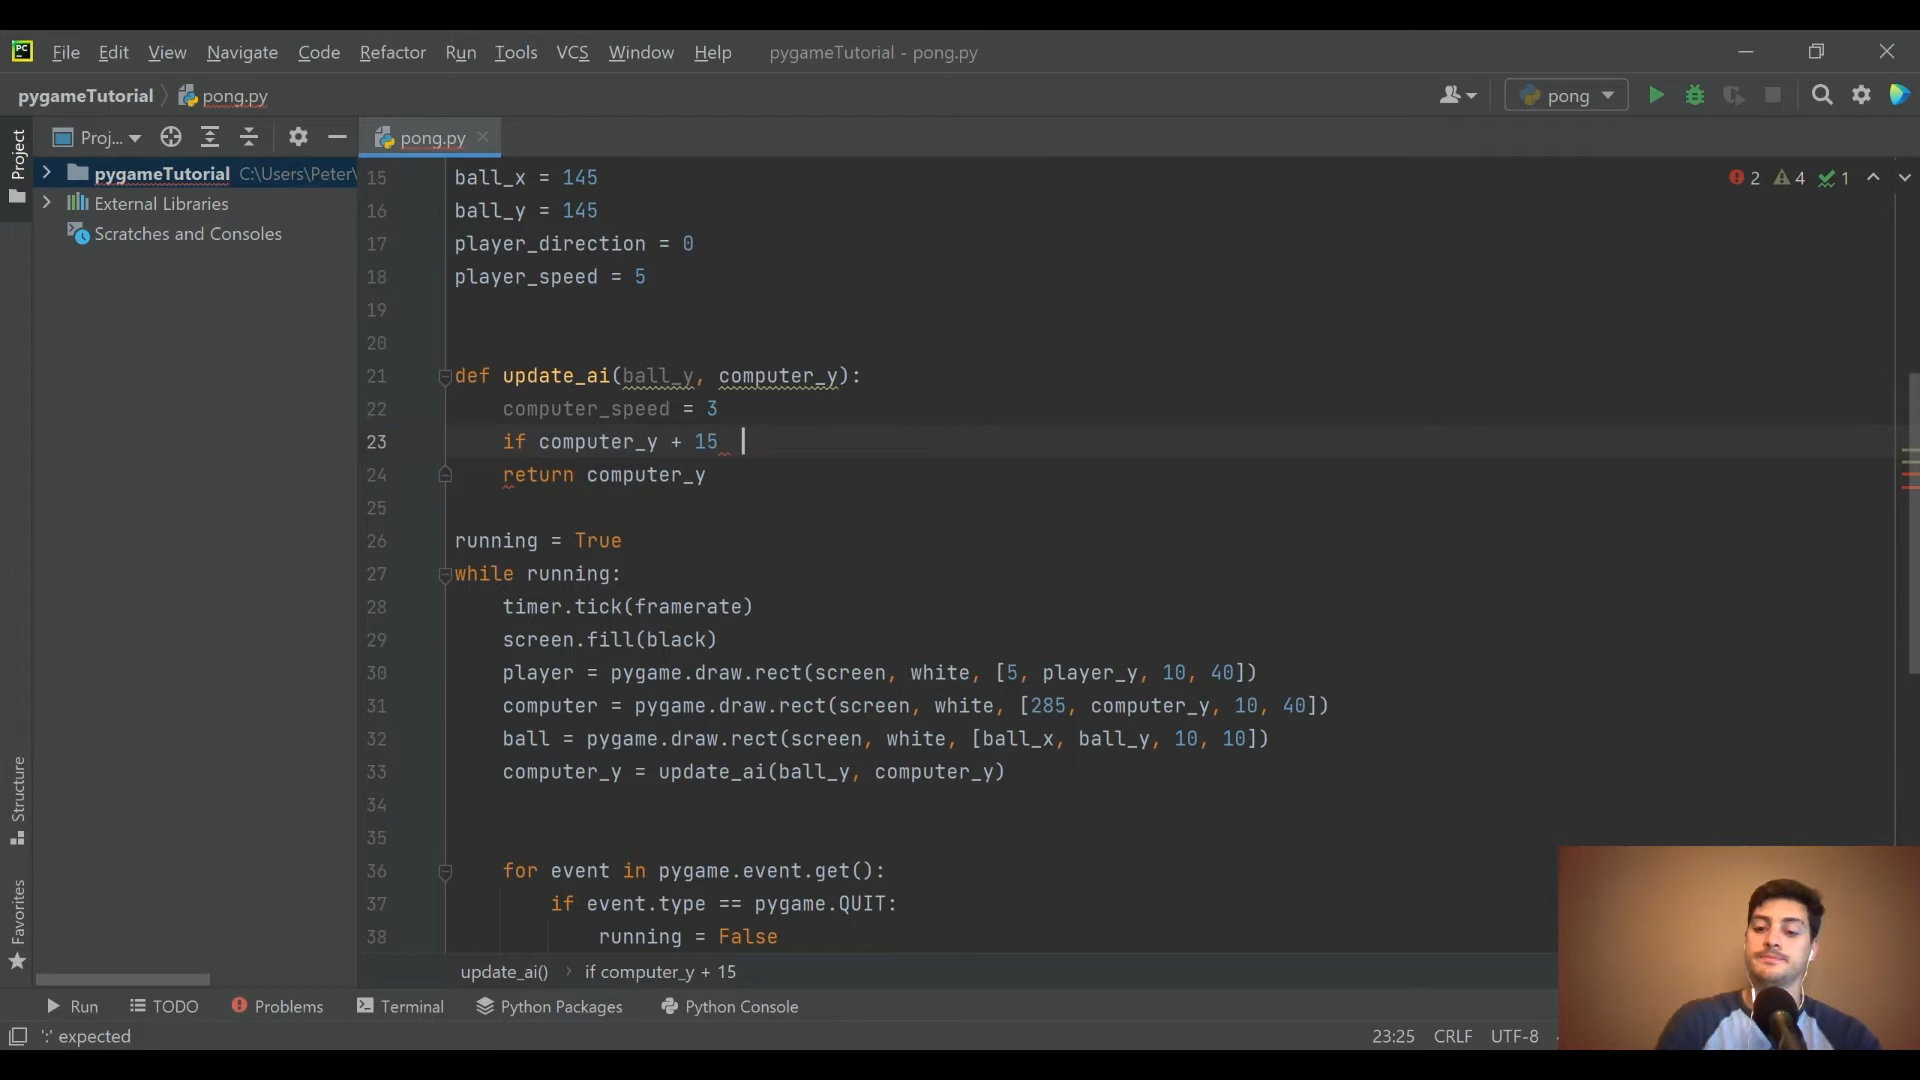 PC File Edit View Navigate Code Refactor Run Tools VCS Window Help pygameTutorial - pong.py
pygameTutorial pong.py pong
Project
Proj...
pong.py
pygameTutorial C:\Users\Peter\
External Libraries
Scratches and Consoles
2 4 1
15 ball_x = 145
16 ball_y = 145
17 player_direction = 0
18 player_speed = 5
19
20
21 def update_ai(ball_y, computer_y):
22 computer_speed = 3
23 if computer_y + 15
24 return computer_y
25
26 running = True
27 while running:
28 timer.tick(framerate)
29 screen.fill(black)
30 player = pygame.draw.rect(screen, white, [5, player_y, 10, 40])
31 computer = pygame.draw.rect(screen, white, [285, computer_y, 10, 40])
32 ball = pygame.draw.rect(screen, white, [ball_x, ball_y, 10, 10])
33 computer_y = update_ai(ball_y, computer_y)
34
35
36 for event in pygame.event.get():
37 if event.type == pygame.QUIT:
38 running = False
Structure
Favorites
update_ai() if computer_y + 15
Run TODO Problems Terminal Python Packages Python Console
':' expected 23:25 CRLF UTF-8